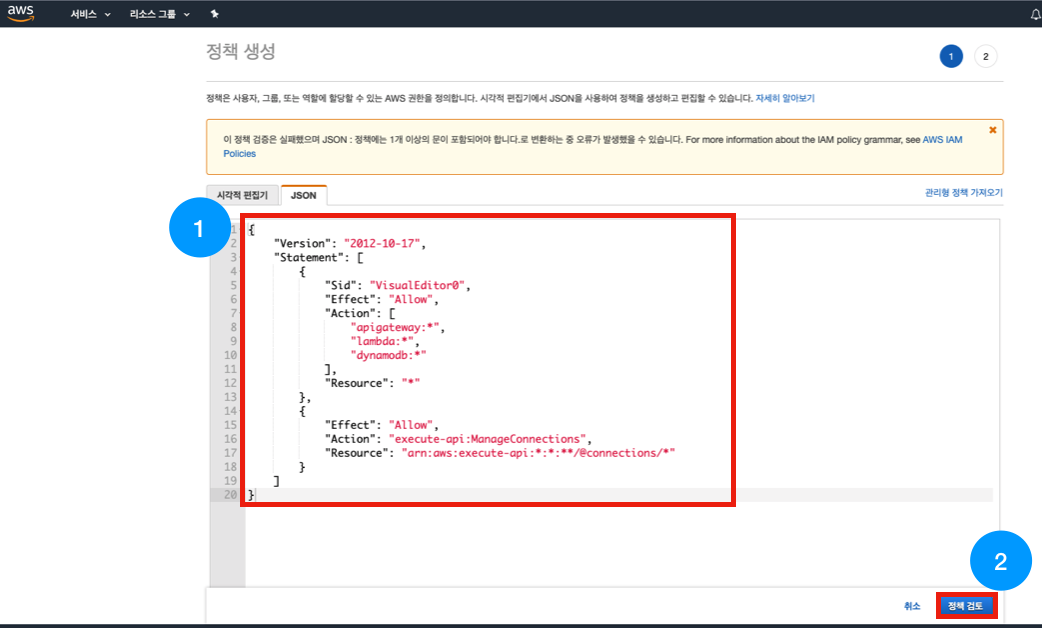 aws
서비스
리소스 그룹
정책 생성
1
2
정책은 사용자, 그룹, 또는 역할에 할당할 수 있는 AWS 권한을 정의합니다. 시각적 편집기에서 JSON을 사용하여 정책을 생성하고 편집할 수 있습니다. 자세히 알아보기
이 정책 검증은 실패했으며 JSON : 정책에는 1개 이상의 문이 포함되어야 합니다.로 변환하는 중 오류가 발생했을 수 있습니다. For more information about the IAM policy grammar, see AWS IAM
Policies
시각적 편집기
JSON
관리형 정책 가져오기
1
1 {
2 "Version": "2012-10-17",
3 "Statement": [
4 {
5 "Sid": "VisualEditor0",
6 "Effect": "Allow",
7 "Action": [
8 "apigateway:*",
9 "lambda:*",
10 "dynamodb:*"
11 ],
12 "Resource": "*"
13 },
14 {
15 "Effect": "Allow",
16 "Action": "execute-api:ManageConnections",
17 "Resource": "arn:aws:execute-api:*:*:**/@connections/*"
18 }
19 ]
20 }
2
취소
정책 검토